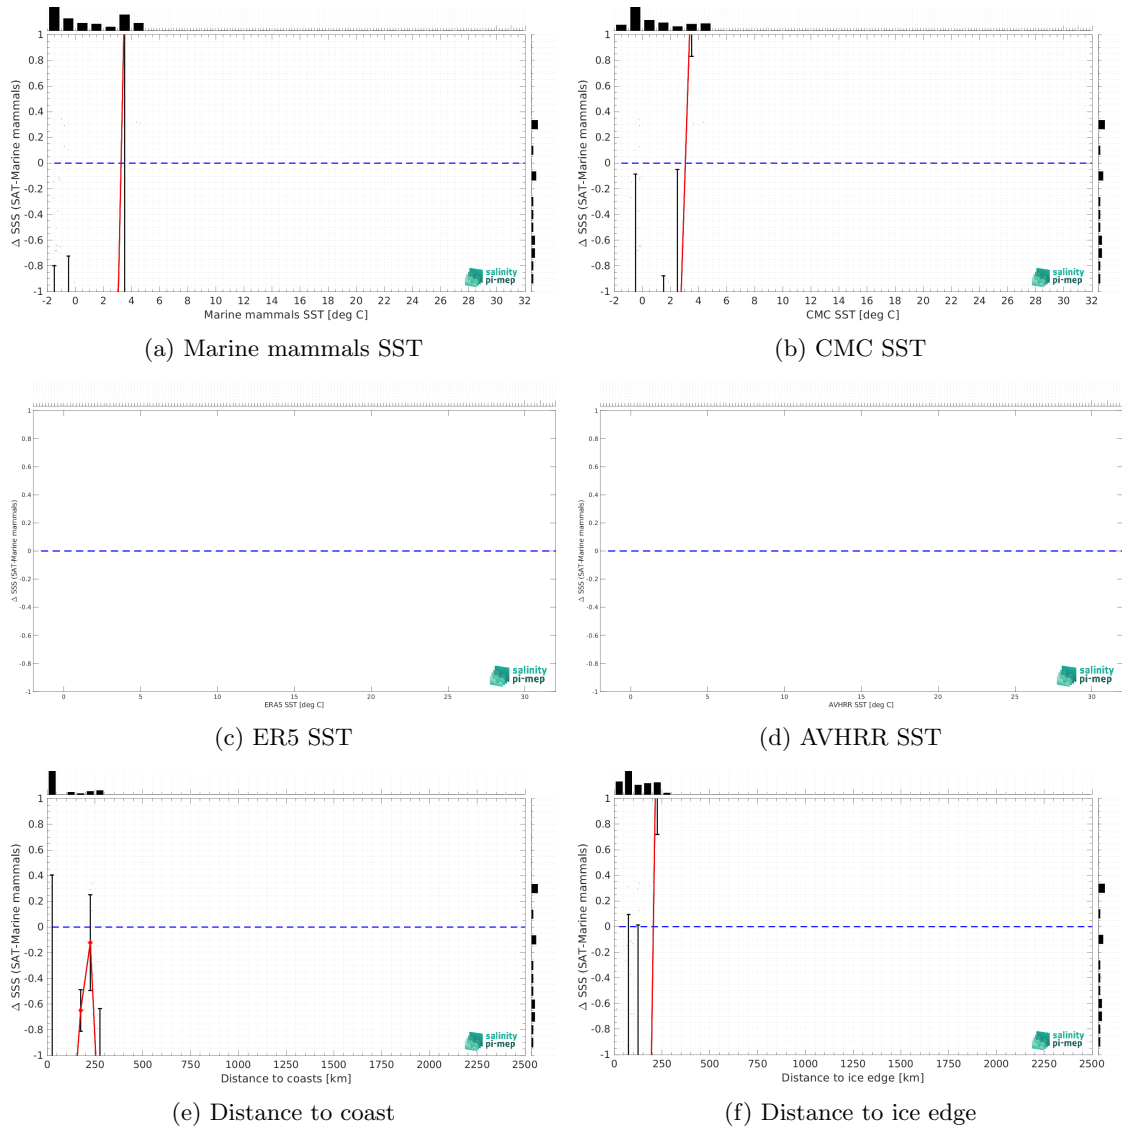 1
0.8
0.6
0.4
0.2
0
-0.2
-0.4
-0.6
-0.8
-1
Δ SSS (SAT-Marine mammals)
salinity
pi-mep
-2 0 2 4 6 8 10 12 14 16 18 20 22 24 26 28 30 32
Marine mammals SST [deg C]
(a) Marine mammals SST
1
0.8
0.6
0.4
0.2
0
-0.2
-0.4
-0.6
-0.8
-1
Δ SSS (SAT-Marine mammals)
salinity
pi-mep
-2 0 2 4 6 8 10 12 14 16 18 20 22 24 26 28 30 32
CMC SST [deg C]
(b) CMC SST
1
0.8
0.6
0.4
0.2
0
-0.2
-0.4
-0.6
-0.8
-1
Δ SSS (SAT-Marine mammals)
salinity
pi-mep
0 5 10 15 20 25 30
ERA5 SST [deg C]
(c) ER5 SST
1
0.8
0.6
0.4
0.2
0
-0.2
-0.4
-0.6
-0.8
-1
Δ SSS (SAT-Marine mammals)
salinity
pi-mep
0 5 10 15 20 25 30
AVHRR SST [deg C]
(d) AVHRR SST
1
0.8
0.6
0.4
0.2
0
-0.2
-0.4
-0.6
-0.8
-1
Δ SSS (SAT-Marine mammals)
salinity
pi-mep
0 250 500 750 1000 1250 1500 1750 2000 2250 2500
Distance to coasts [km]
(e) Distance to coast
1
0.8
0.6
0.4
0.2
0
-0.2
-0.4
-0.6
-0.8
-1
Δ SSS (SAT-Marine mammals)
salinity
pi-mep
0 250 500 750 1000 1250 1500 1750 2000 2250 2500
Distance to ice edge [km]
(f) Distance to ice edge